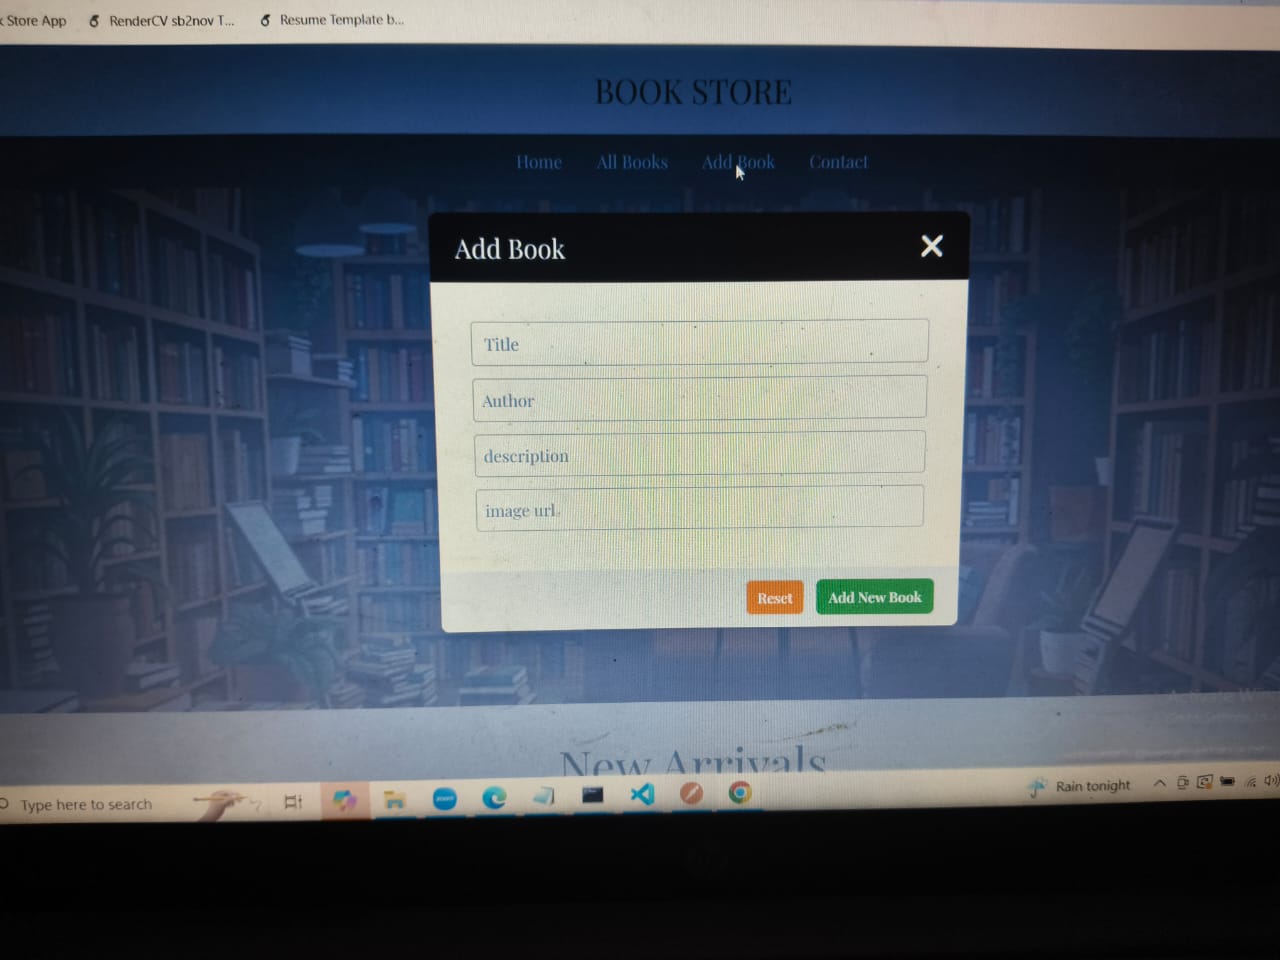 k Store App RenderCV sb2nov T... Resume Template b...
BOOK STORE
Home All Books Add Book Contact
Add Book
Title
Author
description
image url
Reset Add New Book
New Arrivals
Type here to search
Rain tonight